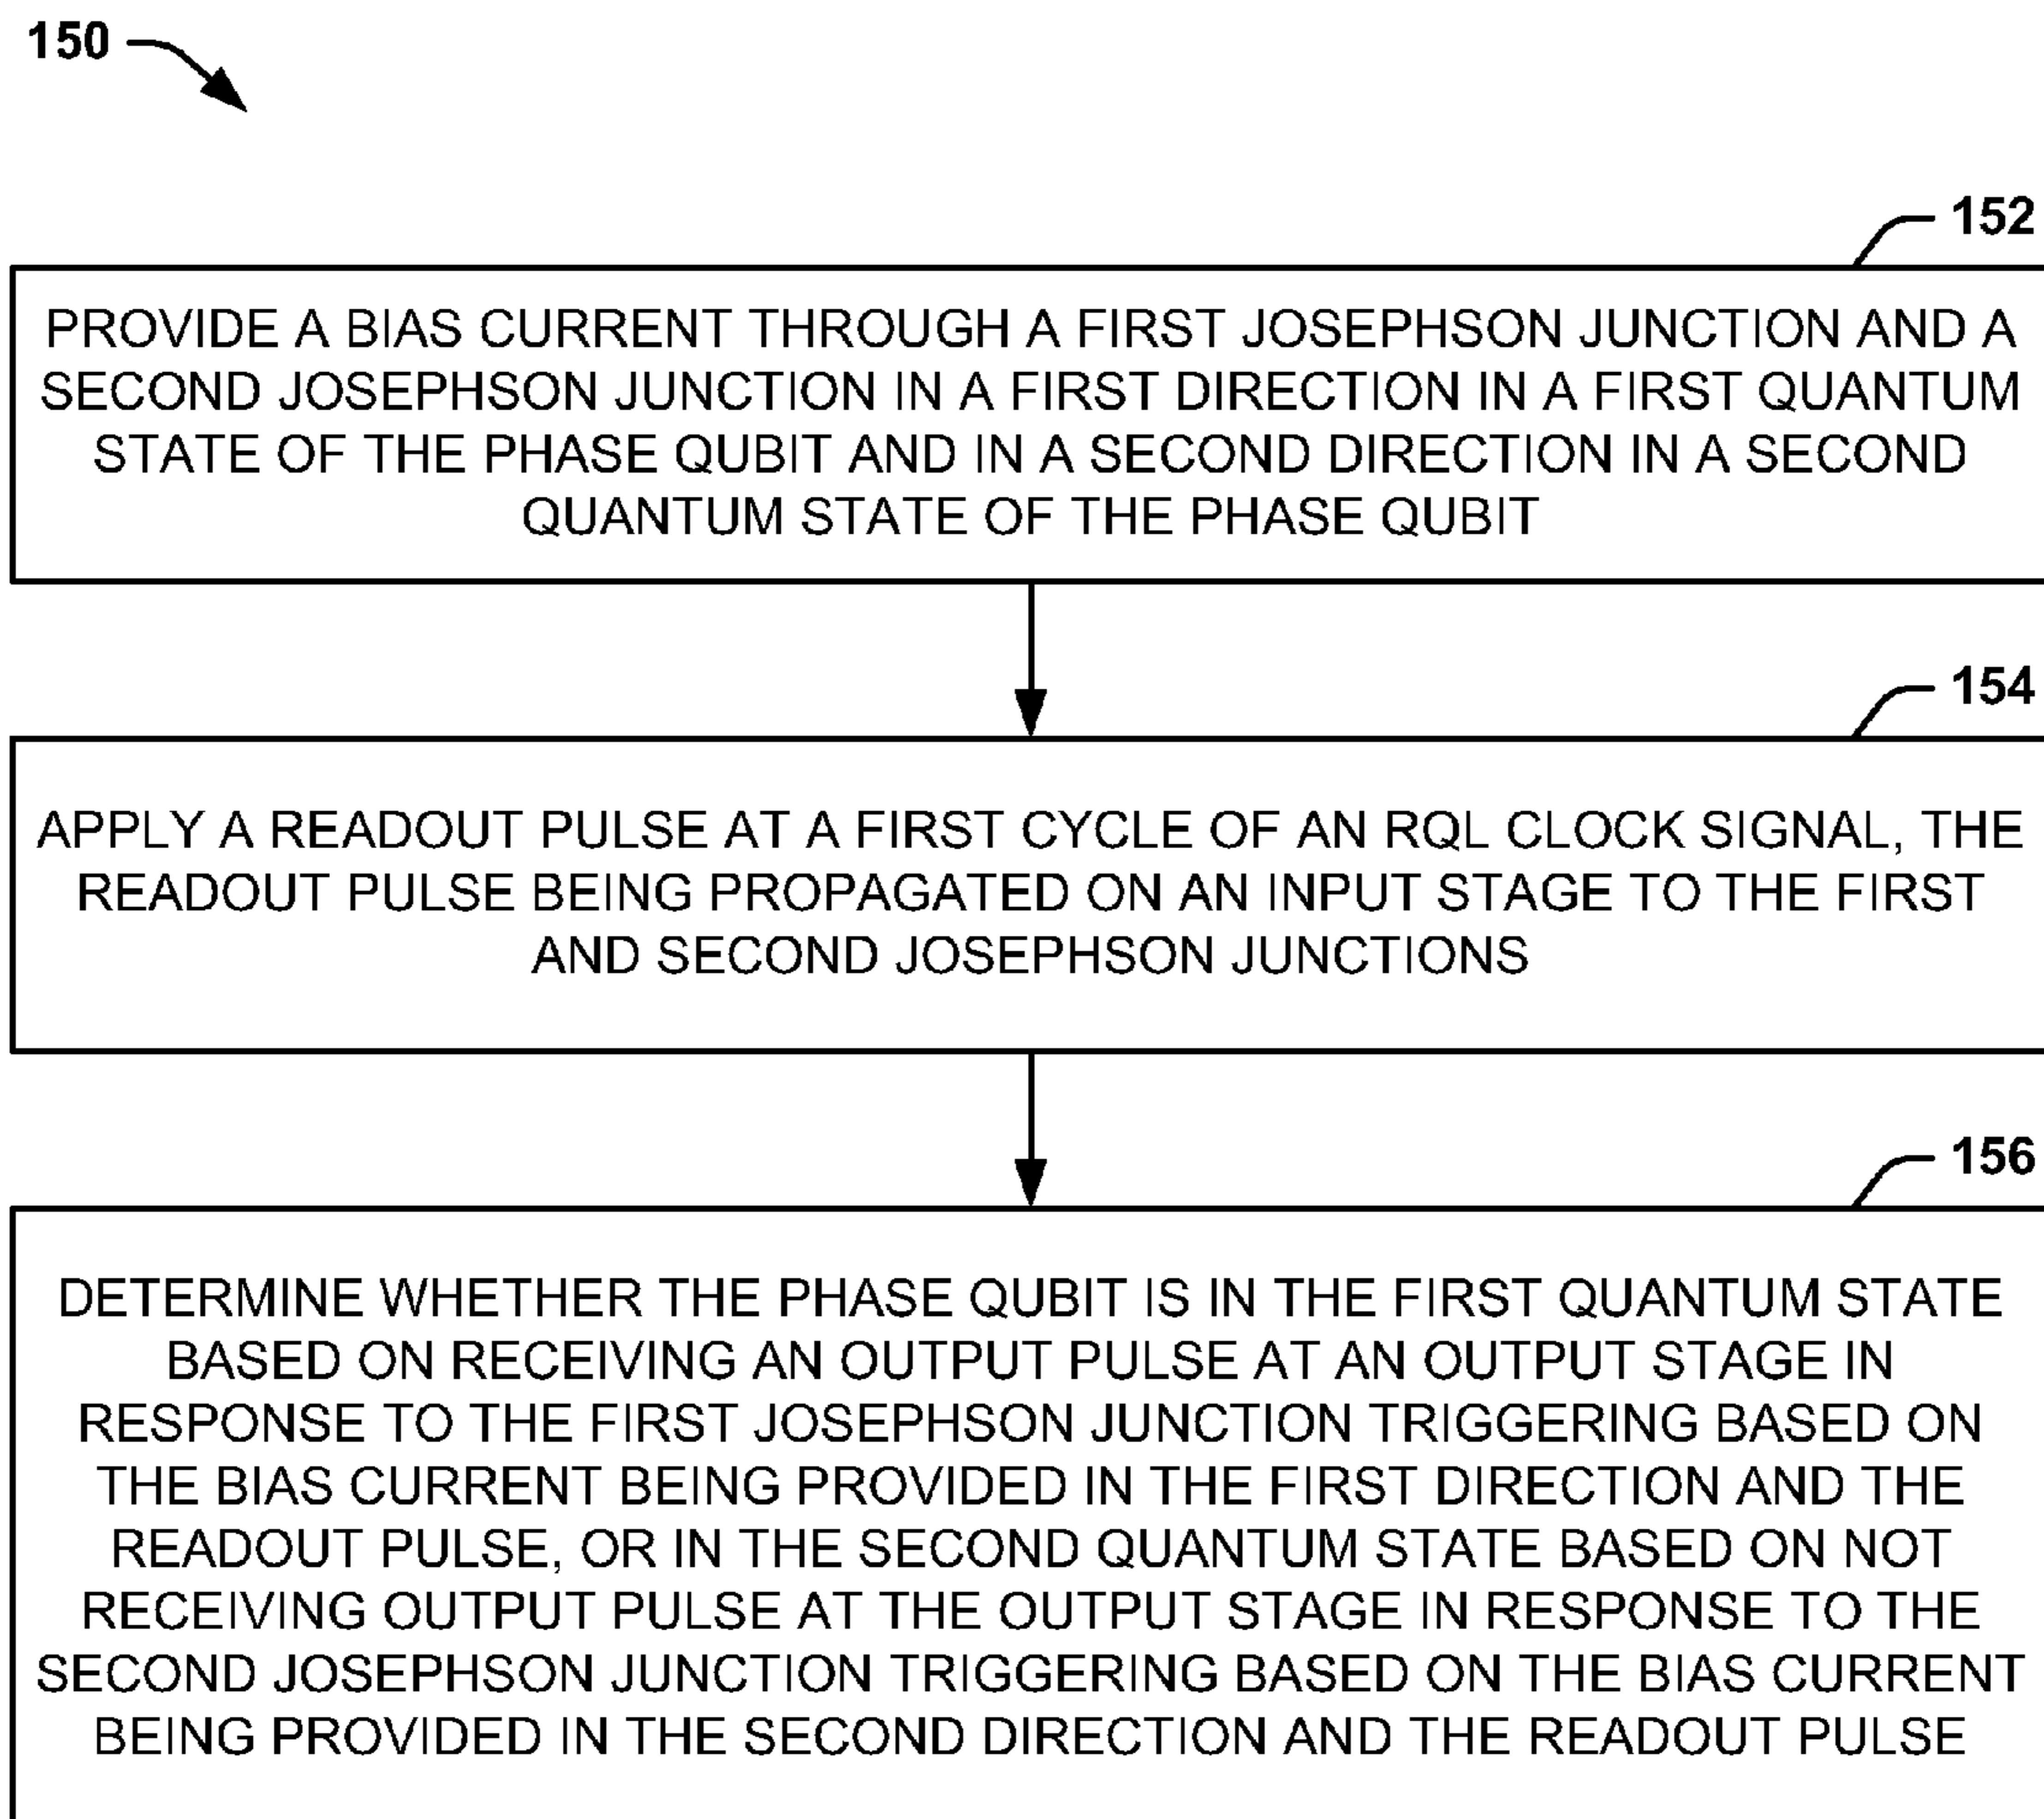 150
152
PROVIDE A BIAS CURRENT THROUGH A FIRST JOSEPHSON JUNCTION AND A
SECOND JOSEPHSON JUNCTION IN A FIRST DIRECTION IN A FIRST QUANTUM
STATE OF THE PHASE QUBIT AND IN A SECOND DIRECTION IN A SECOND
QUANTUM STATE OF THE PHASE QUBIT
154
APPLY A READOUT PULSE AT A FIRST CYCLE OF AN RQL CLOCK SIGNAL, THE
READOUT PULSE BEING PROPAGATED ON AN INPUT STAGE TO THE FIRST
AND SECOND JOSEPHSON JUNCTIONS
156
DETERMINE WHETHER THE PHASE QUBIT IS IN THE FIRST QUANTUM STATE
BASED ON RECEIVING AN OUTPUT PULSE AT AN OUTPUT STAGE IN
RESPONSE TO THE FIRST JOSEPHSON JUNCTION TRIGGERING BASED ON
THE BIAS CURRENT BEING PROVIDED IN THE FIRST DIRECTION AND THE
READOUT PULSE, OR IN THE SECOND QUANTUM STATE BASED ON NOT
RECEIVING OUTPUT PULSE AT THE OUTPUT STAGE IN RESPONSE TO THE
SECOND JOSEPHSON JUNCTION TRIGGERING BASED ON THE BIAS CURRENT
BEING PROVIDED IN THE SECOND DIRECTION AND THE READOUT PULSE